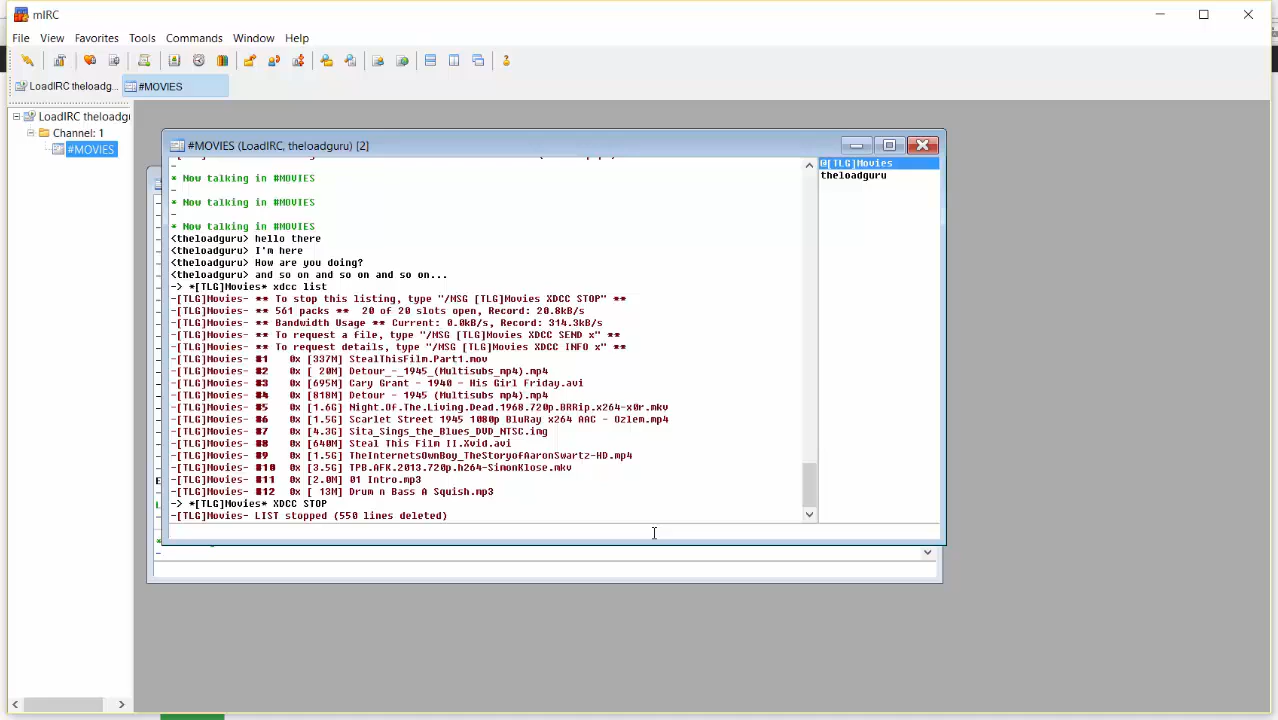 mIRC
File View Favorites Tools Commands Window Help
LoadIRC theloadg... #MOVIES
LoadIRC theloadgu
Channel: 1
#MOVIES
#MOVIES (LoadIRC, theloadguru) [2]
-
* Now talking in #MOVIES
-
* Now talking in #MOVIES
-
* Now talking in #MOVIES
<theloadguru> hello there
<theloadguru> I'm here
<theloadguru> How are you doing?
<theloadguru> and so on and so on and so on...
-> *[TLG]Movies* xdcc list
-[TLG]Movies- ** To stop this listing, type "/MSG [TLG]Movies XDCC STOP" **
-[TLG]Movies- ** 561 packs ** 20 of 20 slots open, Record: 20.8kB/s
-[TLG]Movies- ** Bandwidth Usage ** Current: 0.0kB/s, Record: 314.3kB/s
-[TLG]Movies- ** To request a file, type "/MSG [TLG]Movies XDCC SEND x" **
-[TLG]Movies- ** To request details, type "/MSG [TLG]Movies XDCC INFO x" **
-[TLG]Movies- #1 0x [337M] StealThisFilm.Part1.mov
-[TLG]Movies- #2 0x [ 20M] Detour_-_1945_(Multisubs_mp4).mp4
-[TLG]Movies- #3 0x [695M] Cary Grant - 1940 - His Girl Friday.avi
-[TLG]Movies- #4 0x [818M] Detour - 1945 (Multisubs mp4).mp4
-[TLG]Movies- #5 0x [1.6G] Night.Of.The.Living.Dead.1968.720p.BRRip.x264-x0r.mkv
-[TLG]Movies- #6 0x [1.5G] Scarlet Street 1945 1080p BluRay x264 AAC - Ozlem.mp4
-[TLG]Movies- #7 0x [4.3G] Sita_Sings_the_Blues_DVD_NTSC.img
-[TLG]Movies- #8 0x [640M] Steal This Film II.Xvid.avi
-[TLG]Movies- #9 0x [1.5G] TheInternetsOwnBoy_TheStoryofAaronSwartz-HD.mp4
-[TLG]Movies- #10 0x [3.5G] TPB.AFK.2013.720p.h264-SimonKlose.mkv
-[TLG]Movies- #11 0x [2.0M] 01 Intro.mp3
-[TLG]Movies- #12 0x [ 13M] Drum n Bass A Squish.mp3
-> *[TLG]Movies* XDCC STOP
-[TLG]Movies- LIST stopped (550 lines deleted)
@[TLG]Movies
theloadguru